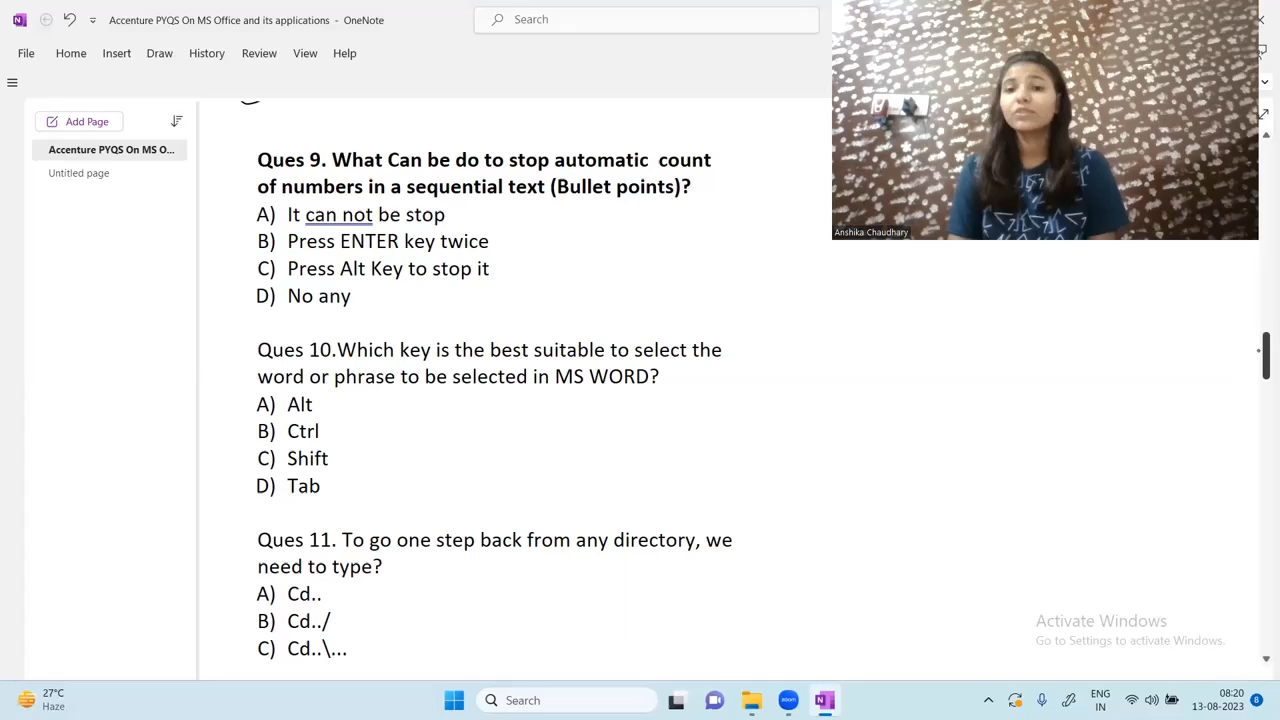 Accenture PYQS On MS Office and its applications - OneNote
Search
File Home Insert Draw History Review View Help
Add Page
Accenture PYQS On MS O...
Untitled page
Ques 9. What Can be do to stop automatic count
of numbers in a sequential text (Bullet points)?
A) It can not be stop
B) Press ENTER key twice
C) Press Alt Key to stop it
D) No any
Ques 10.Which key is the best suitable to select the
word or phrase to be selected in MS WORD?
A) Alt
B) Ctrl
C) Shift
D) Tab
Ques 11. To go one step back from any directory, we
need to type?
A) Cd..
B) Cd../
C) Cd..\...
Anshika Chaudhary
Activate Windows
Go to Settings to activate Windows.
27°C
Haze
Search
zoom
ENG
IN
08:20
13-08-2023
8